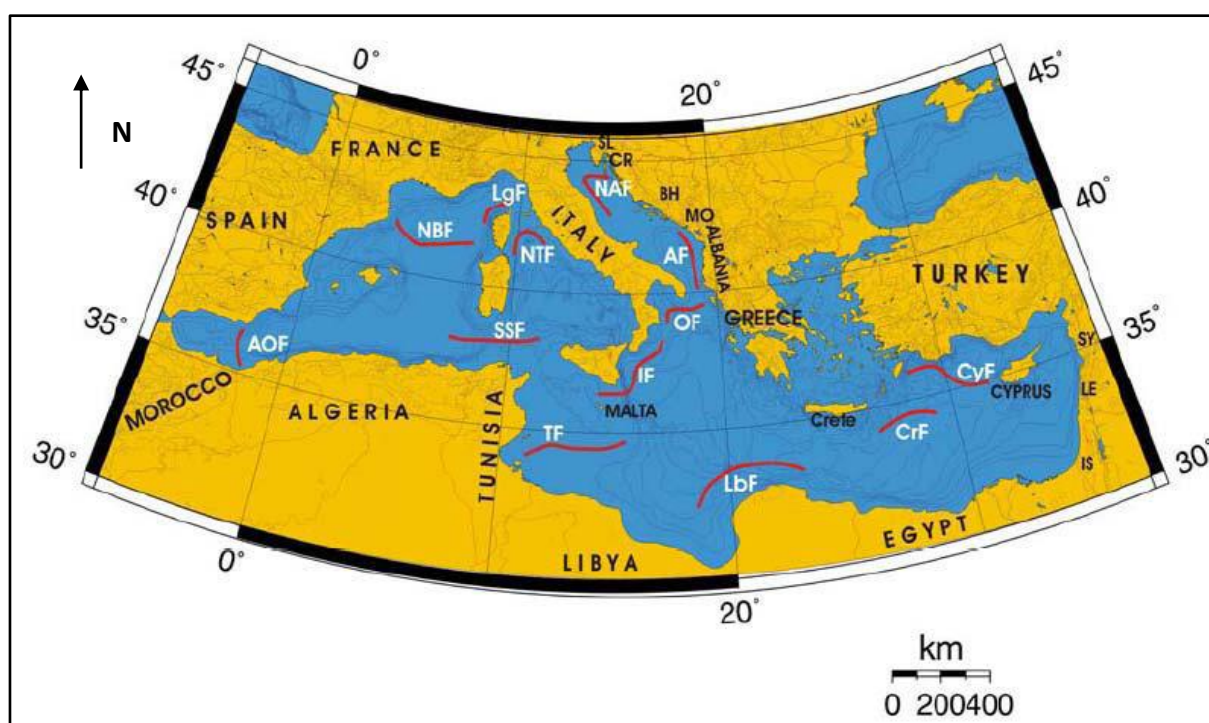 0°
20°
45°
45°
N
FRANCE
SL
CR
LgF
NAF
BH
40°
40°
SPAIN
NBF
ITALY
MO
ALBANIA
NTF
AF
TURKEY
35°
35°
AOF
SSF
OF
GREECE
SY
IF
CyF
MOROCCO
ALGERIA
MALTA
Crete
CYPRUS
LE
TUNISIA
TF
CrF
30°
30°
LbF
IS
EGYPT
LIBYA
0°
20°
km
0 200400